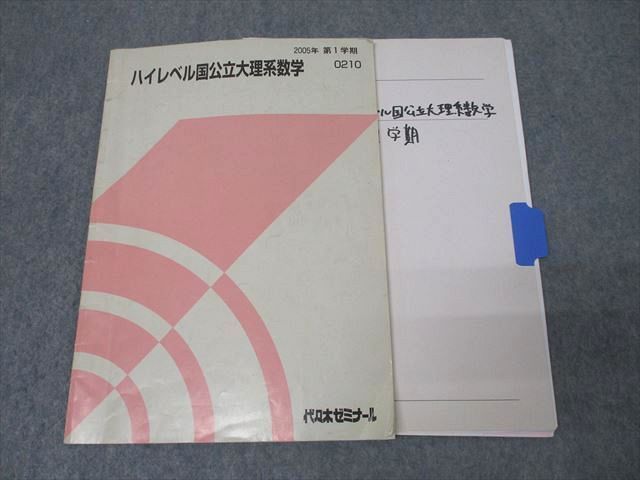 2005年 第1学期
ハイレベル国公立大理系数学
0210
代々木ゼミナール
ル国公立大理系数学
学期